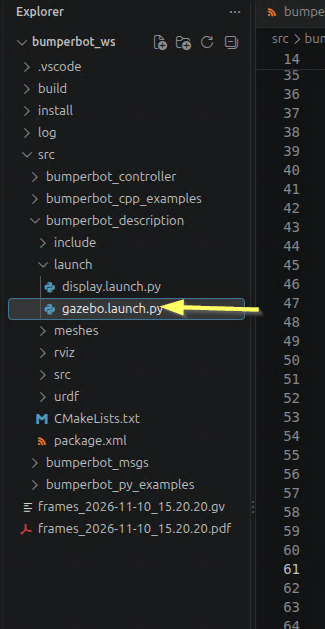 Explorer
bumperbot_ws
.vscode
build
install
log
src
bumperbot_controller
bumperbot_cpp_examples
bumperbot_description
include
launch
display.launch.py
gazebo.launch.py
meshes
rviz
src
urdf
CMakeLists.txt
package.xml
bumperbot_msgs
bumperbot_py_examples
frames_2026-11-10_15.20.20.gv
frames_2026-11-10_15.20.20.pdf
bumpe
src > bum
14
35
36
37
38
39
40
41
42
43
44
45
46
47
48
49
50
51
52
53
54
55
56
57
58
59
60
61
62
63
64